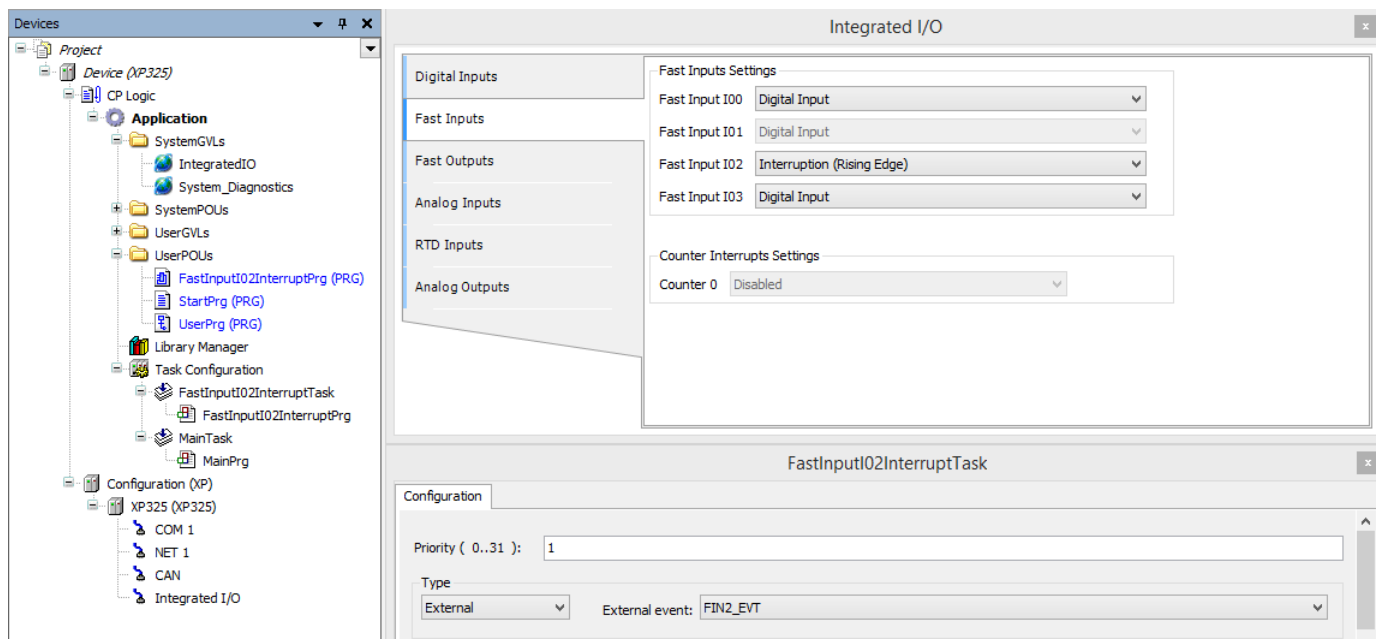 Devices
Project
Device (XP325)
CP Logic
Application
SystemGVLs
IntegratedIO
System_Diagnostics
SystemPOUs
UserGVLs
UserPOUs
FastInputI02InterruptPrg (PRG)
StartPrg (PRG)
UserPrg (PRG)
Library Manager
Task Configuration
FastInputI02InterruptTask
FastInputI02InterruptPrg
MainTask
MainPrg
Configuration (XP)
XP325 (XP325)
COM 1
NET 1
CAN
Integrated I/O
Integrated I/O
Digital Inputs
Fast Inputs
Fast Outputs
Analog Inputs
RTD Inputs
Analog Outputs
Fast Inputs Settings
Fast Input I00 Digital Input
Fast Input I01 Digital Input
Fast Input I02 Interruption (Rising Edge)
Fast Input I03 Digital Input
Counter Interrupts Settings
Counter 0 Disabled
FastInputI02InterruptTask
Configuration
Priority ( 0..31 ): 1
Type
External External event: FIN2_EVT